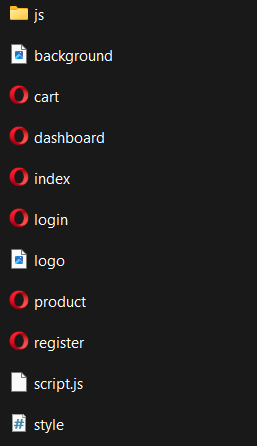 js
background
cart
dashboard
index
login
logo
product
register
script.js
style